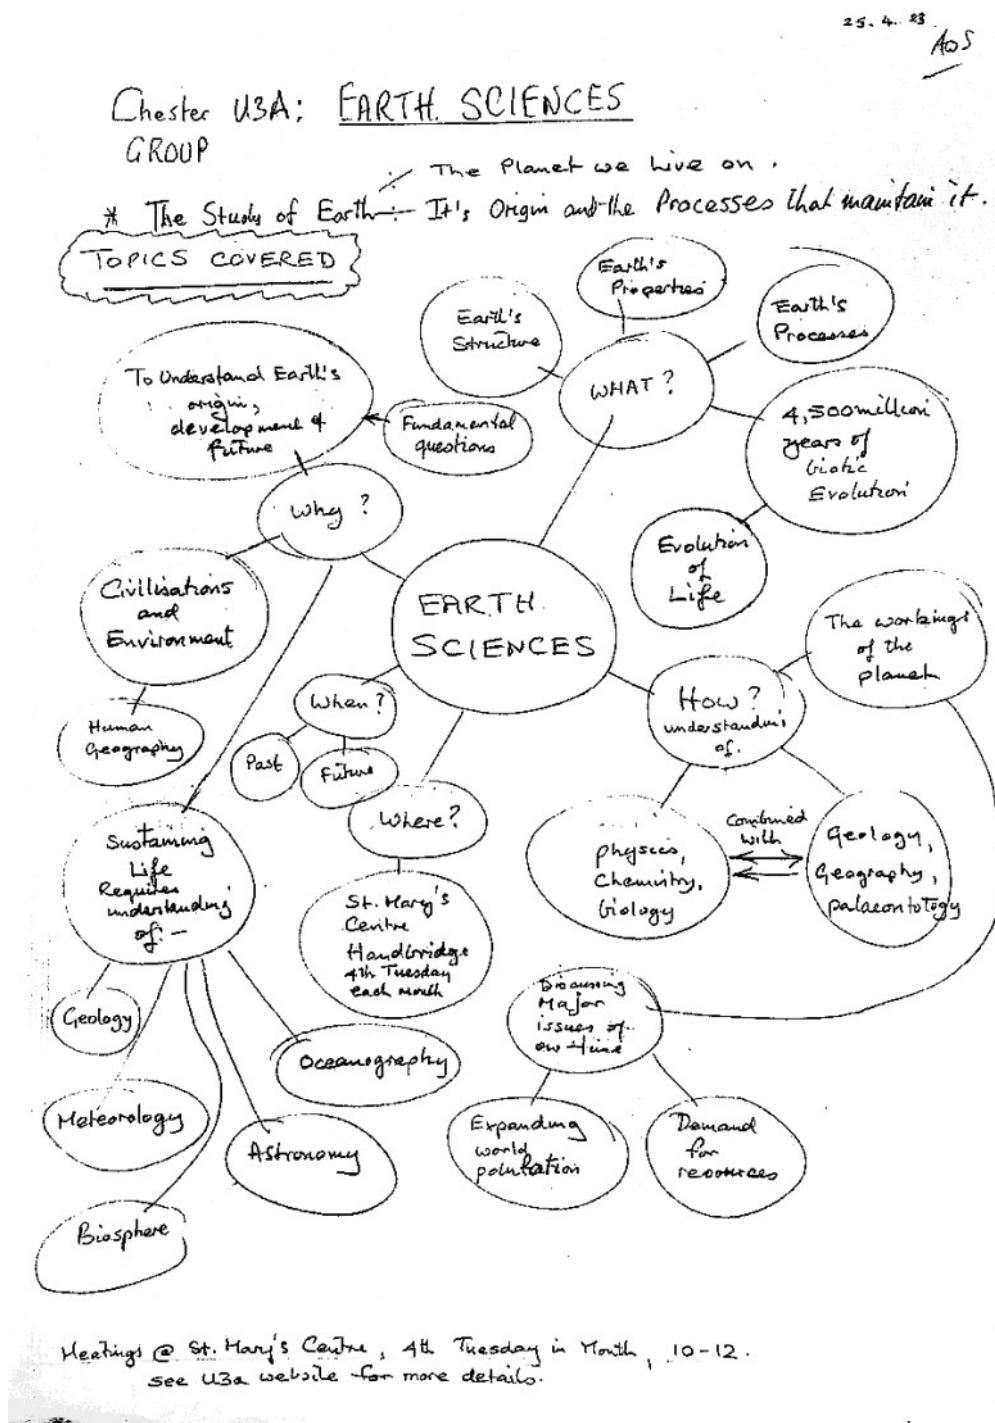 25.4.23
AOS
Chester U3A: EARTH SCIENCES
GROUP
The Planet we live on.
* The Study of Earth :- It's Origin and the Processes that maintain it.
TOPICS COVERED
Earth's
Properties
Earth's
Structure
Earth's
Processes
WHAT?
To Understand Earth's
origin,
development &
future
Fundamental
questions
4,500 million
years of
biotic
Evolution
Why?
Evolution
of
Life
Civilisations
and
Environment
EARTH
SCIENCES
The workings
of the
planet
Human
Geography
When?
Past
Future
How?
understanding
of.
Where?
Sustaining
Life
Requires
understanding
of:-
physics,
Chemistry,
biology
Combined
with
Geology,
Geography,
palaeontology
St. Mary's
Centre
Handbridge
4th Tuesday
each month
Discussing
Major
issues of
our time
Geology
Oceanography
Meteorology
Astronomy
Biosphere
Expanding
world
population
Demand
for
resources
Meetings @ St. Mary's Centre, 4th Tuesday in Month, 10-12.
see U3a website for more details.